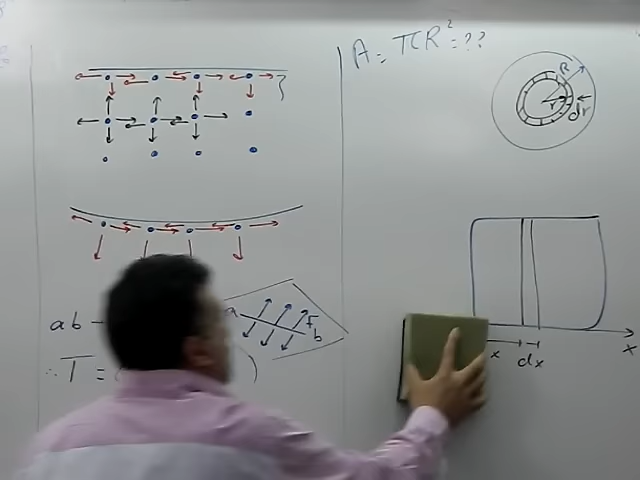 A = πR² = ??
R
r
dr
ab -
a
F
b
∴ T = ( )
x
dx
x